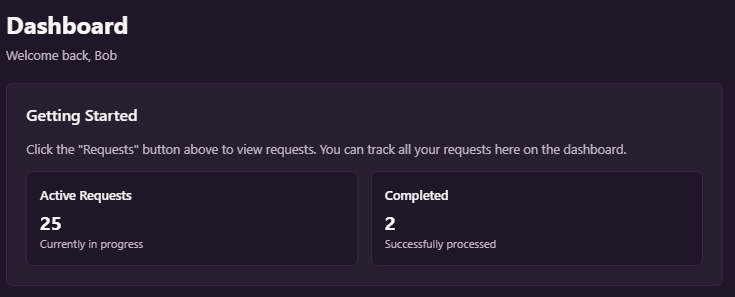 Dashboard
Welcome back, Bob
Getting Started
Click the "Requests" button above to view requests. You can track all your requests here on the dashboard.
Active Requests
25
Currently in progress
Completed
2
Successfully processed